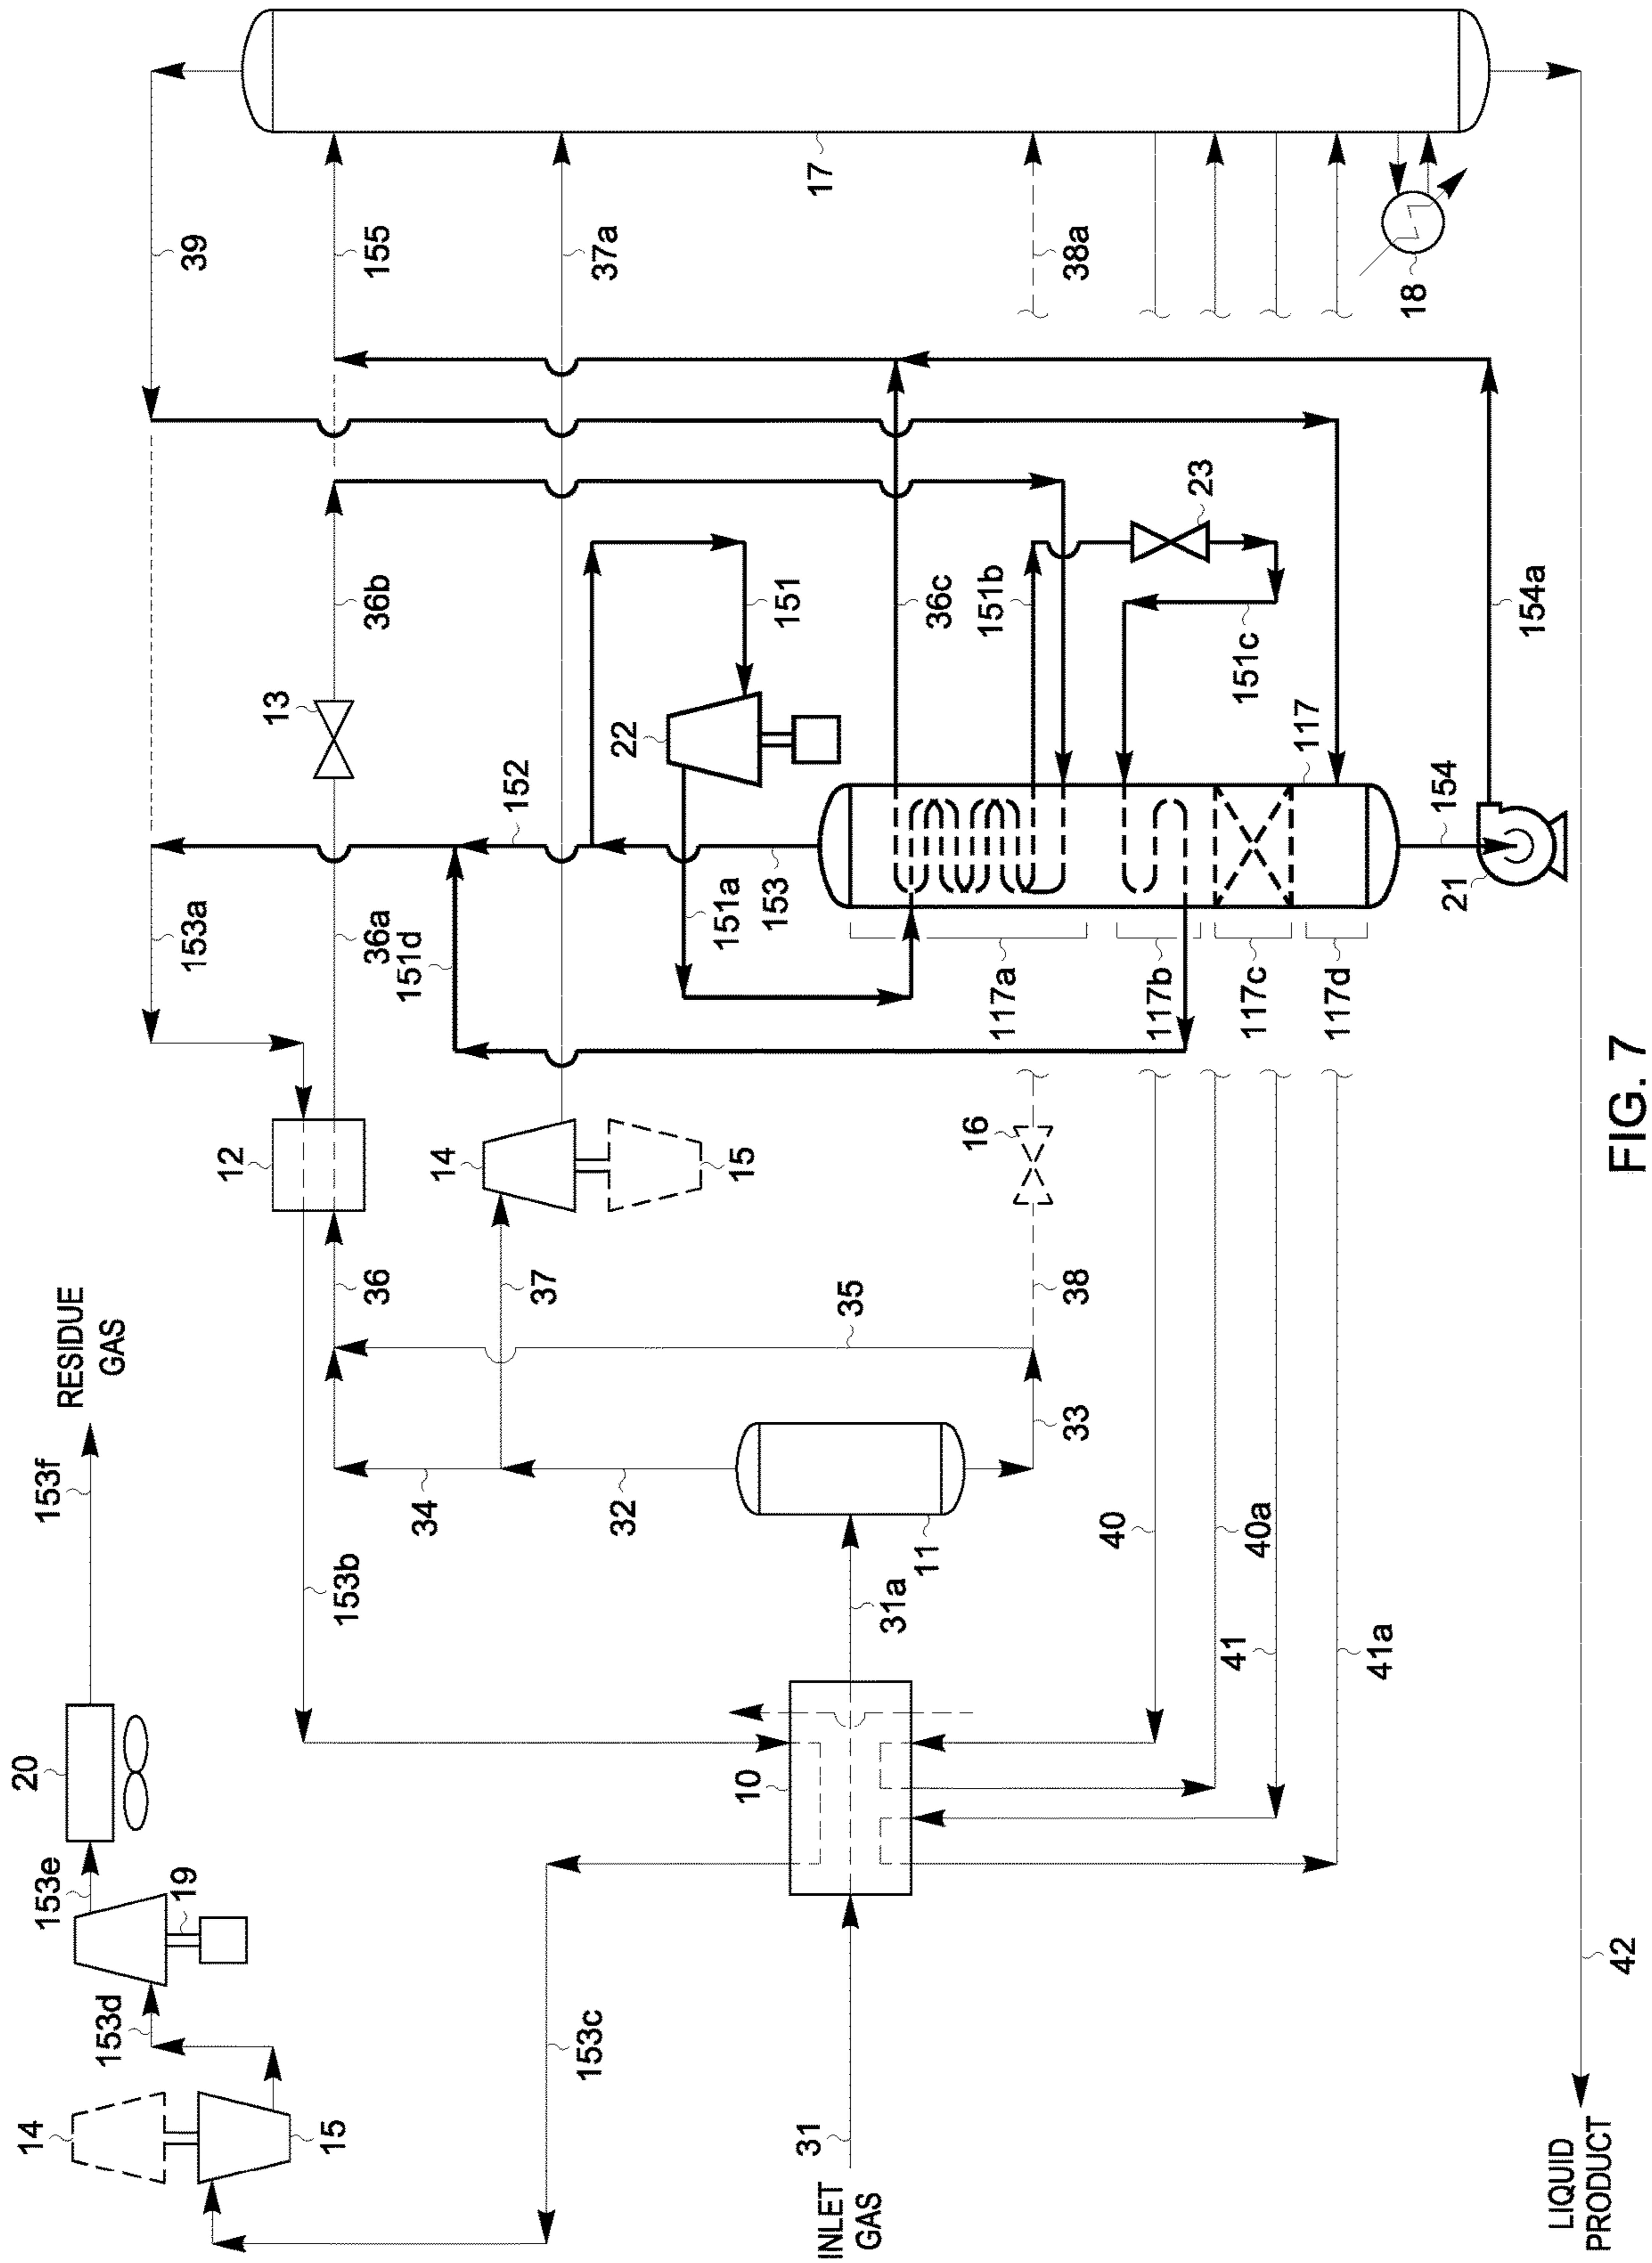 RESIDUE
GAS
153f
20
153e
19
153d
14
15
39
155
37a
38a
17
18
153a
36b
13
36a
151d
152
151
22
151a
153
36c
151b
23
151c
117
154
154a
21
117a
117b
117c
117d
12
14
15
16
36
37
35
38
34
32
33
153b
11
31a
40
40a
41
41a
10
153c
31
INLET
GAS
42
LIQUID
PRODUCT
FIG. 7